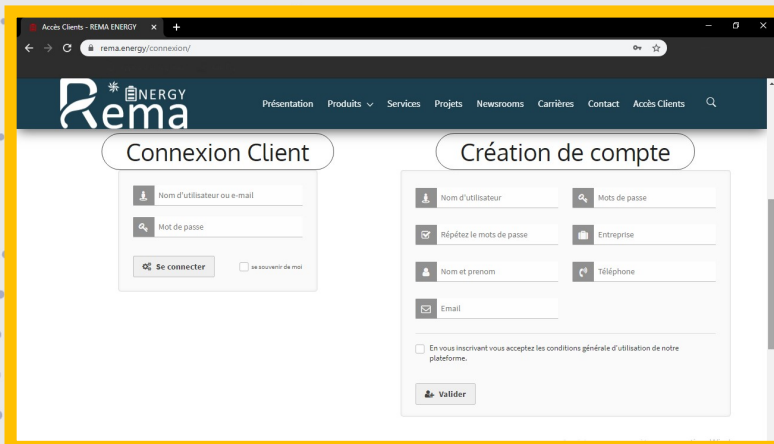 Accès Clients - REMA ENERGY
rema.energy/connexion/
Rema ENERGY
Présentation Produits Services Projets Newsrooms Carrières Contact Accès Clients
Connexion Client
Nom d'utilisateur ou e-mail
Mot de passe
Se connecter
se souvenir de moi
Création de compte
Nom d'utilisateur
Mots de passe
Répétez le mots de passe
Entreprise
Nom et prenom
Téléphone
Email
En vous inscrivant vous acceptez les conditions générale d'utilisation de notre
plateforme.
Valider